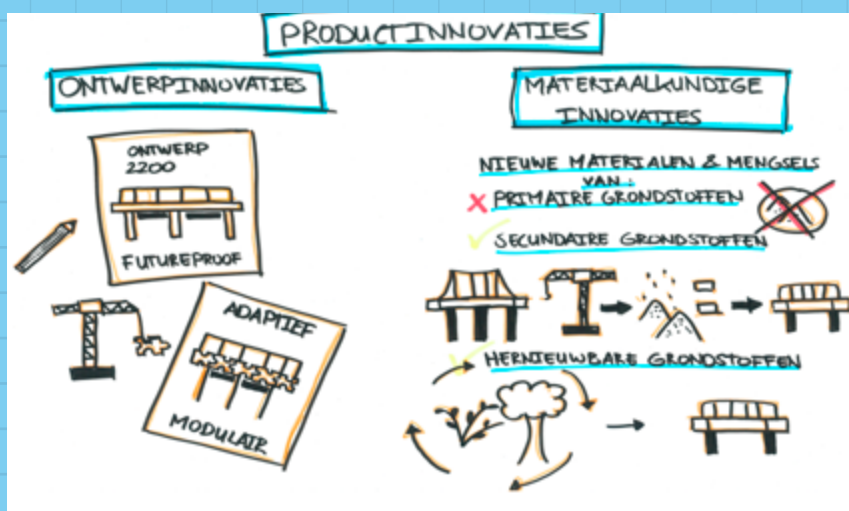 PRODUCTINNOVATIES
ONTWERPINNOVATIES
ONTWERP
2200
FUTUREPROOF
ADAPTIEF
MODULAIR
MATERIAALKUNDIGE
INNOVATIES
NIEUWE MATERIALEN & MENGSELS
VAN:
PRIMAIRE GRONDSTOFFEN
SECUNDAIRE GRONDSTOFFEN
HERNIEUWBARE GRONDSTOFFEN